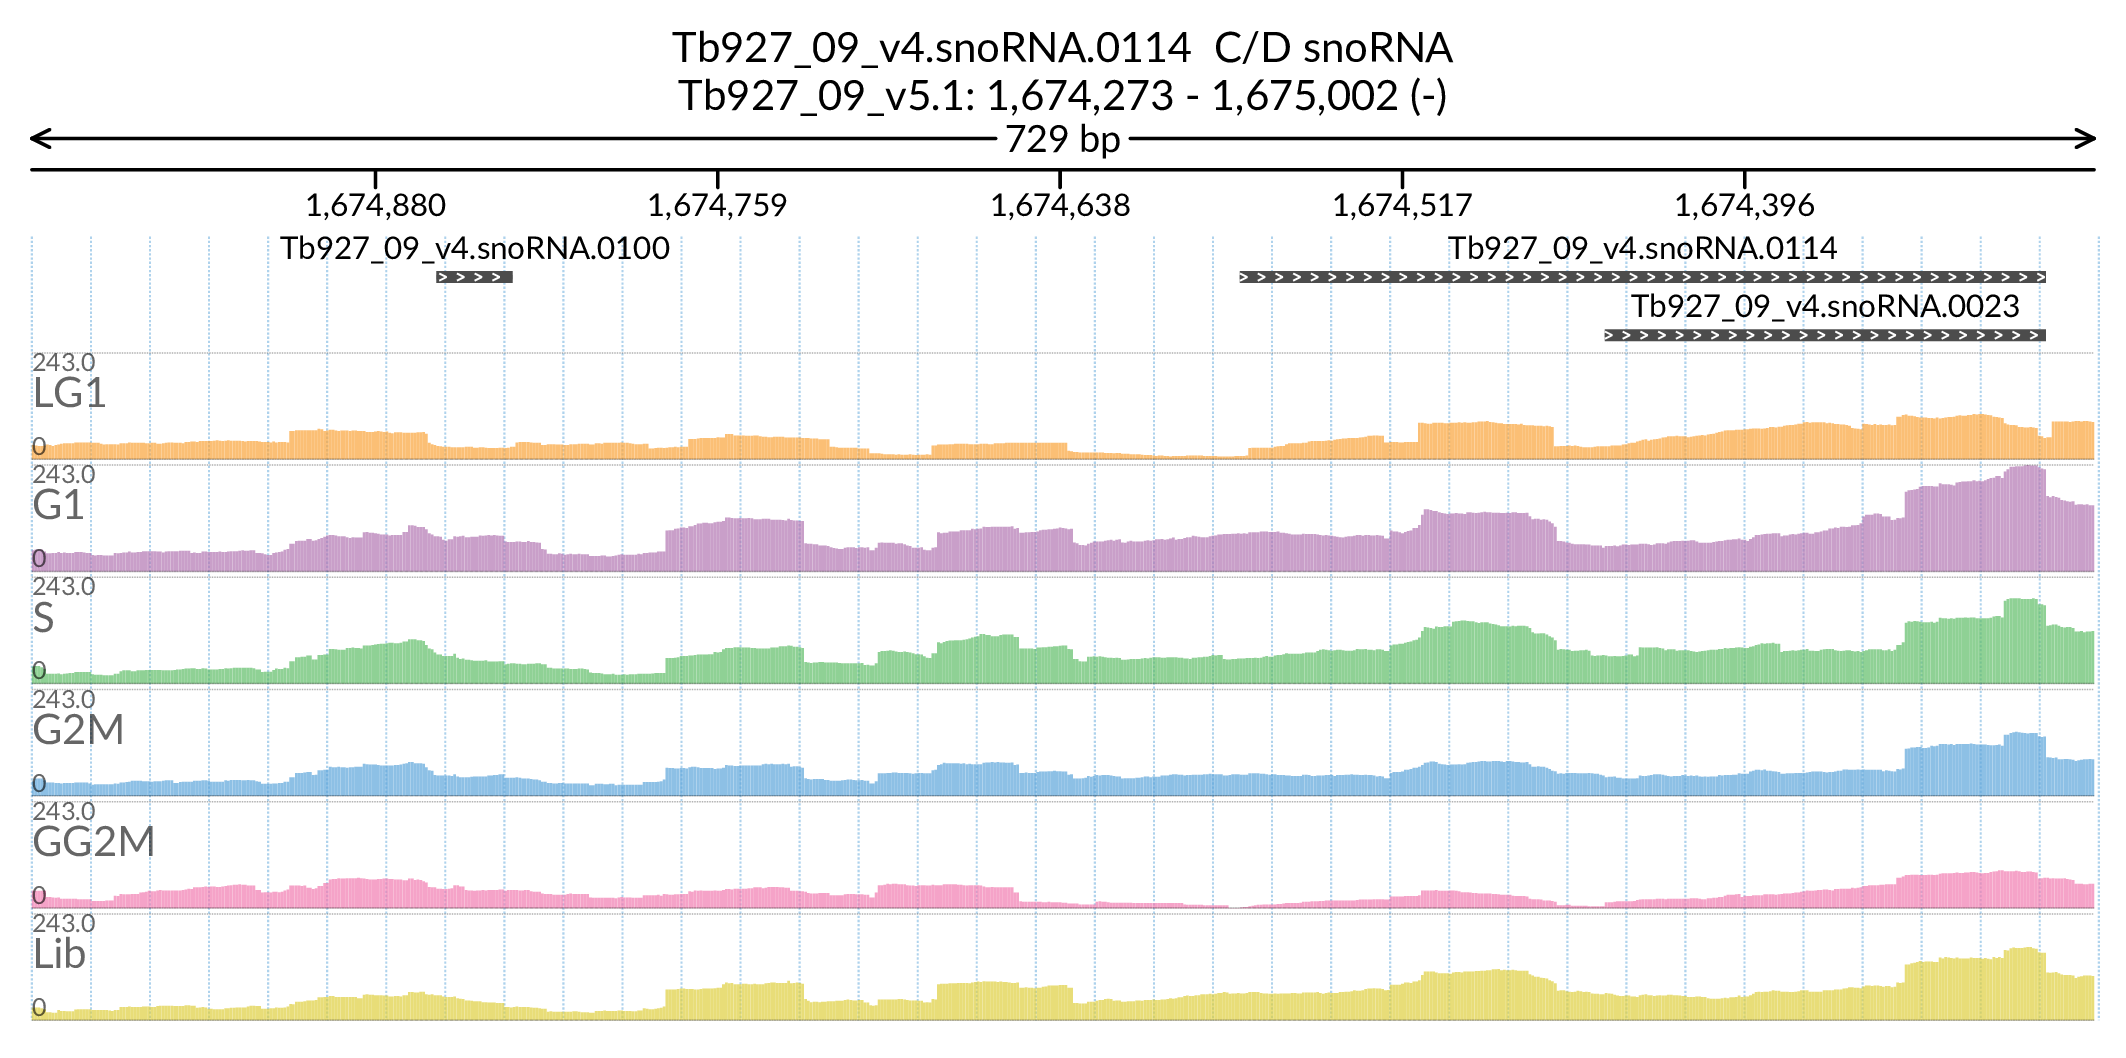 Tb927_09_v4.snoRNA.0114 C/D snoRNA
Tb927_09_v5.1: 1,674,273 - 1,675,002 (-)
729 bp
1,674,880 1,674,759 1,674,638 1,674,517 1,674,396
Tb927_09_v4.snoRNA.0100 Tb927_09_v4.snoRNA.0114
Tb927_09_v4.snoRNA.0023
243.0
LG1
0
243.0
G1
0
243.0
S
0
243.0
G2M
0
243.0
GG2M
0
243.0
Lib
0